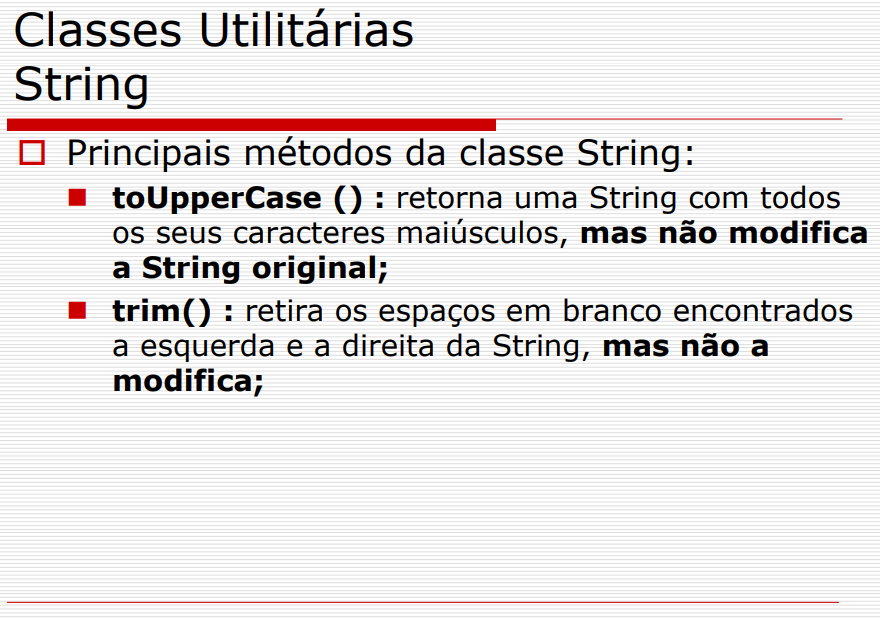 Classes Utilitárias
String
Principais métodos da classe String:
toUpperCase () : retorna uma String com todos
os seus caracteres maiúsculos, mas não modifica
a String original;
trim() : retira os espaços em branco encontrados
a esquerda e a direita da String, mas não a
modifica;